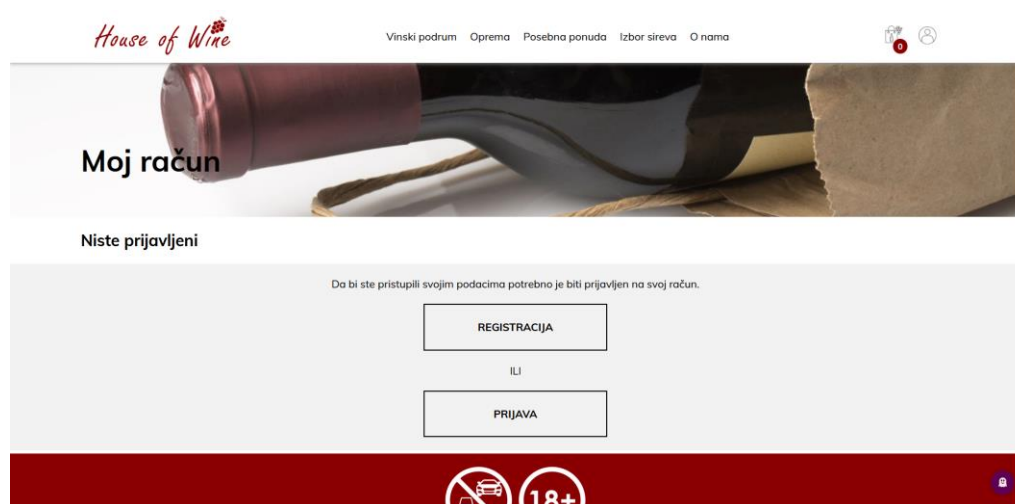 House of Wine
Vinski podrum Oprema Posebna ponuda Izbor sireva O nama
0
Moj račun
Niste prijavljeni
Da bi ste pristupili svojim podacima potrebno je biti prijavljen na svoj račun.
REGISTRACIJA
ILI
PRIJAVA
18+